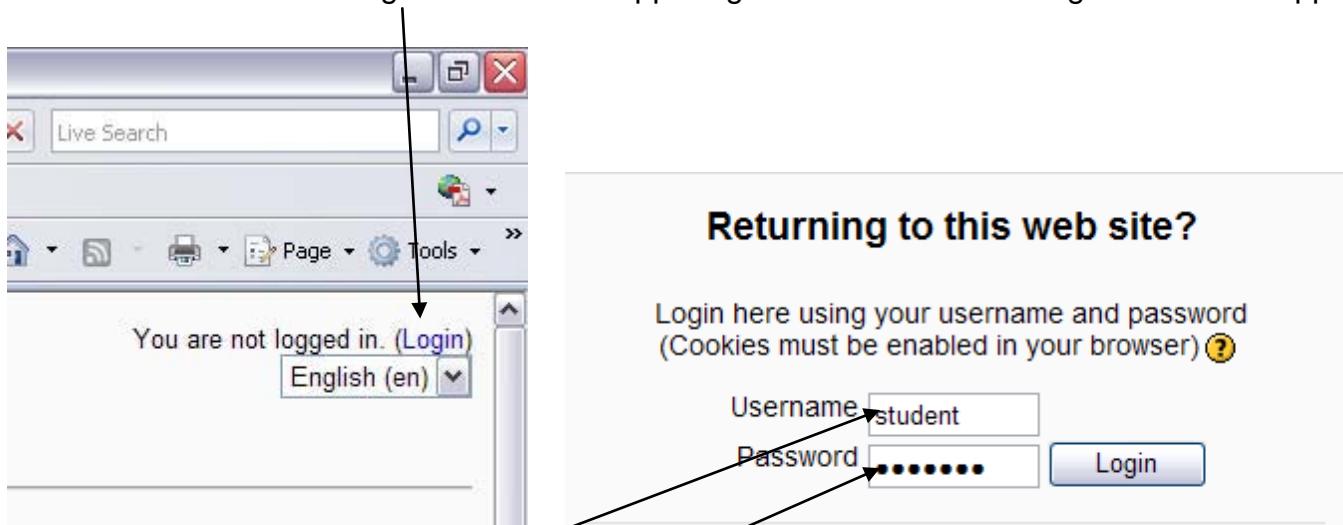 Live Search
Page
Tools
»
You are not logged in. (Login)
English (en)
Returning to this web site?
Login here using your username and password
(Cookies must be enabled in your browser) ?
Username student
Password •••••••
Login